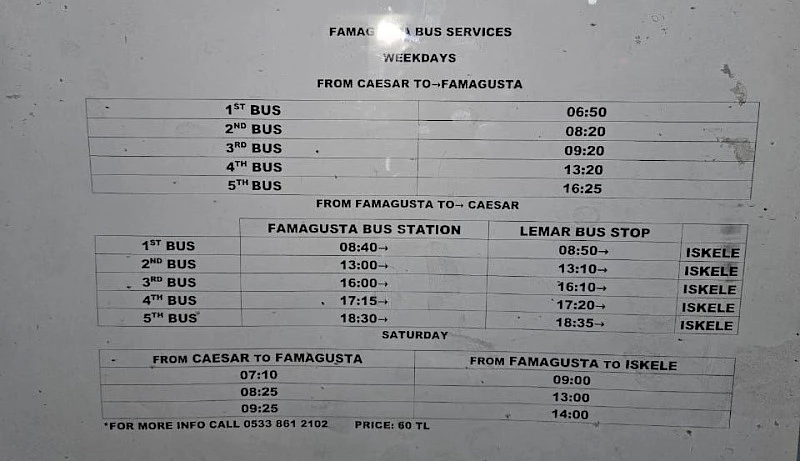 FAMAGUSTA BUS SERVICES
WEEKDAYS
FROM CAESAR TO→FAMAGUSTA
1ST BUS 06:50
2ND BUS 08:20
3RD BUS 09:20
4TH BUS 13:20
5TH BUS 16:25
FROM FAMAGUSTA TO→ CAESAR
FAMAGUSTA BUS STATION LEMAR BUS STOP
1ST BUS 08:40→ 08:50→ ISKELE
2ND BUS 13:00→ 13:10→ ISKELE
3RD BUS 16:00→ 16:10→ ISKELE
4TH BUS 17:15→ 17:20→ ISKELE
5TH BUS 18:30→ 18:35→ ISKELE
SATURDAY
FROM CAESAR TO FAMAGUSTA FROM FAMAGUSTA TO ISKELE
07:10 09:00
08:25 13:00
09:25 14:00
*FOR MORE INFO CALL 0533 861 2102 PRICE: 60 TL